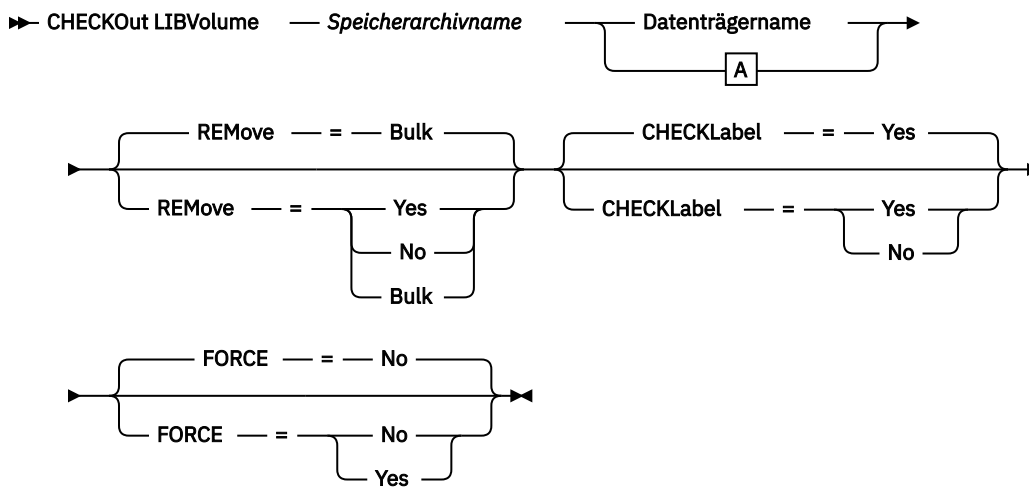 CHECKOut LIBVolume Speicherarchivname Datenträgername
A
REMove = Bulk CHECKLabel = Yes
REMove = Yes CHECKLabel = Yes
No No
Bulk
FORCE = No
FORCE = No
Yes